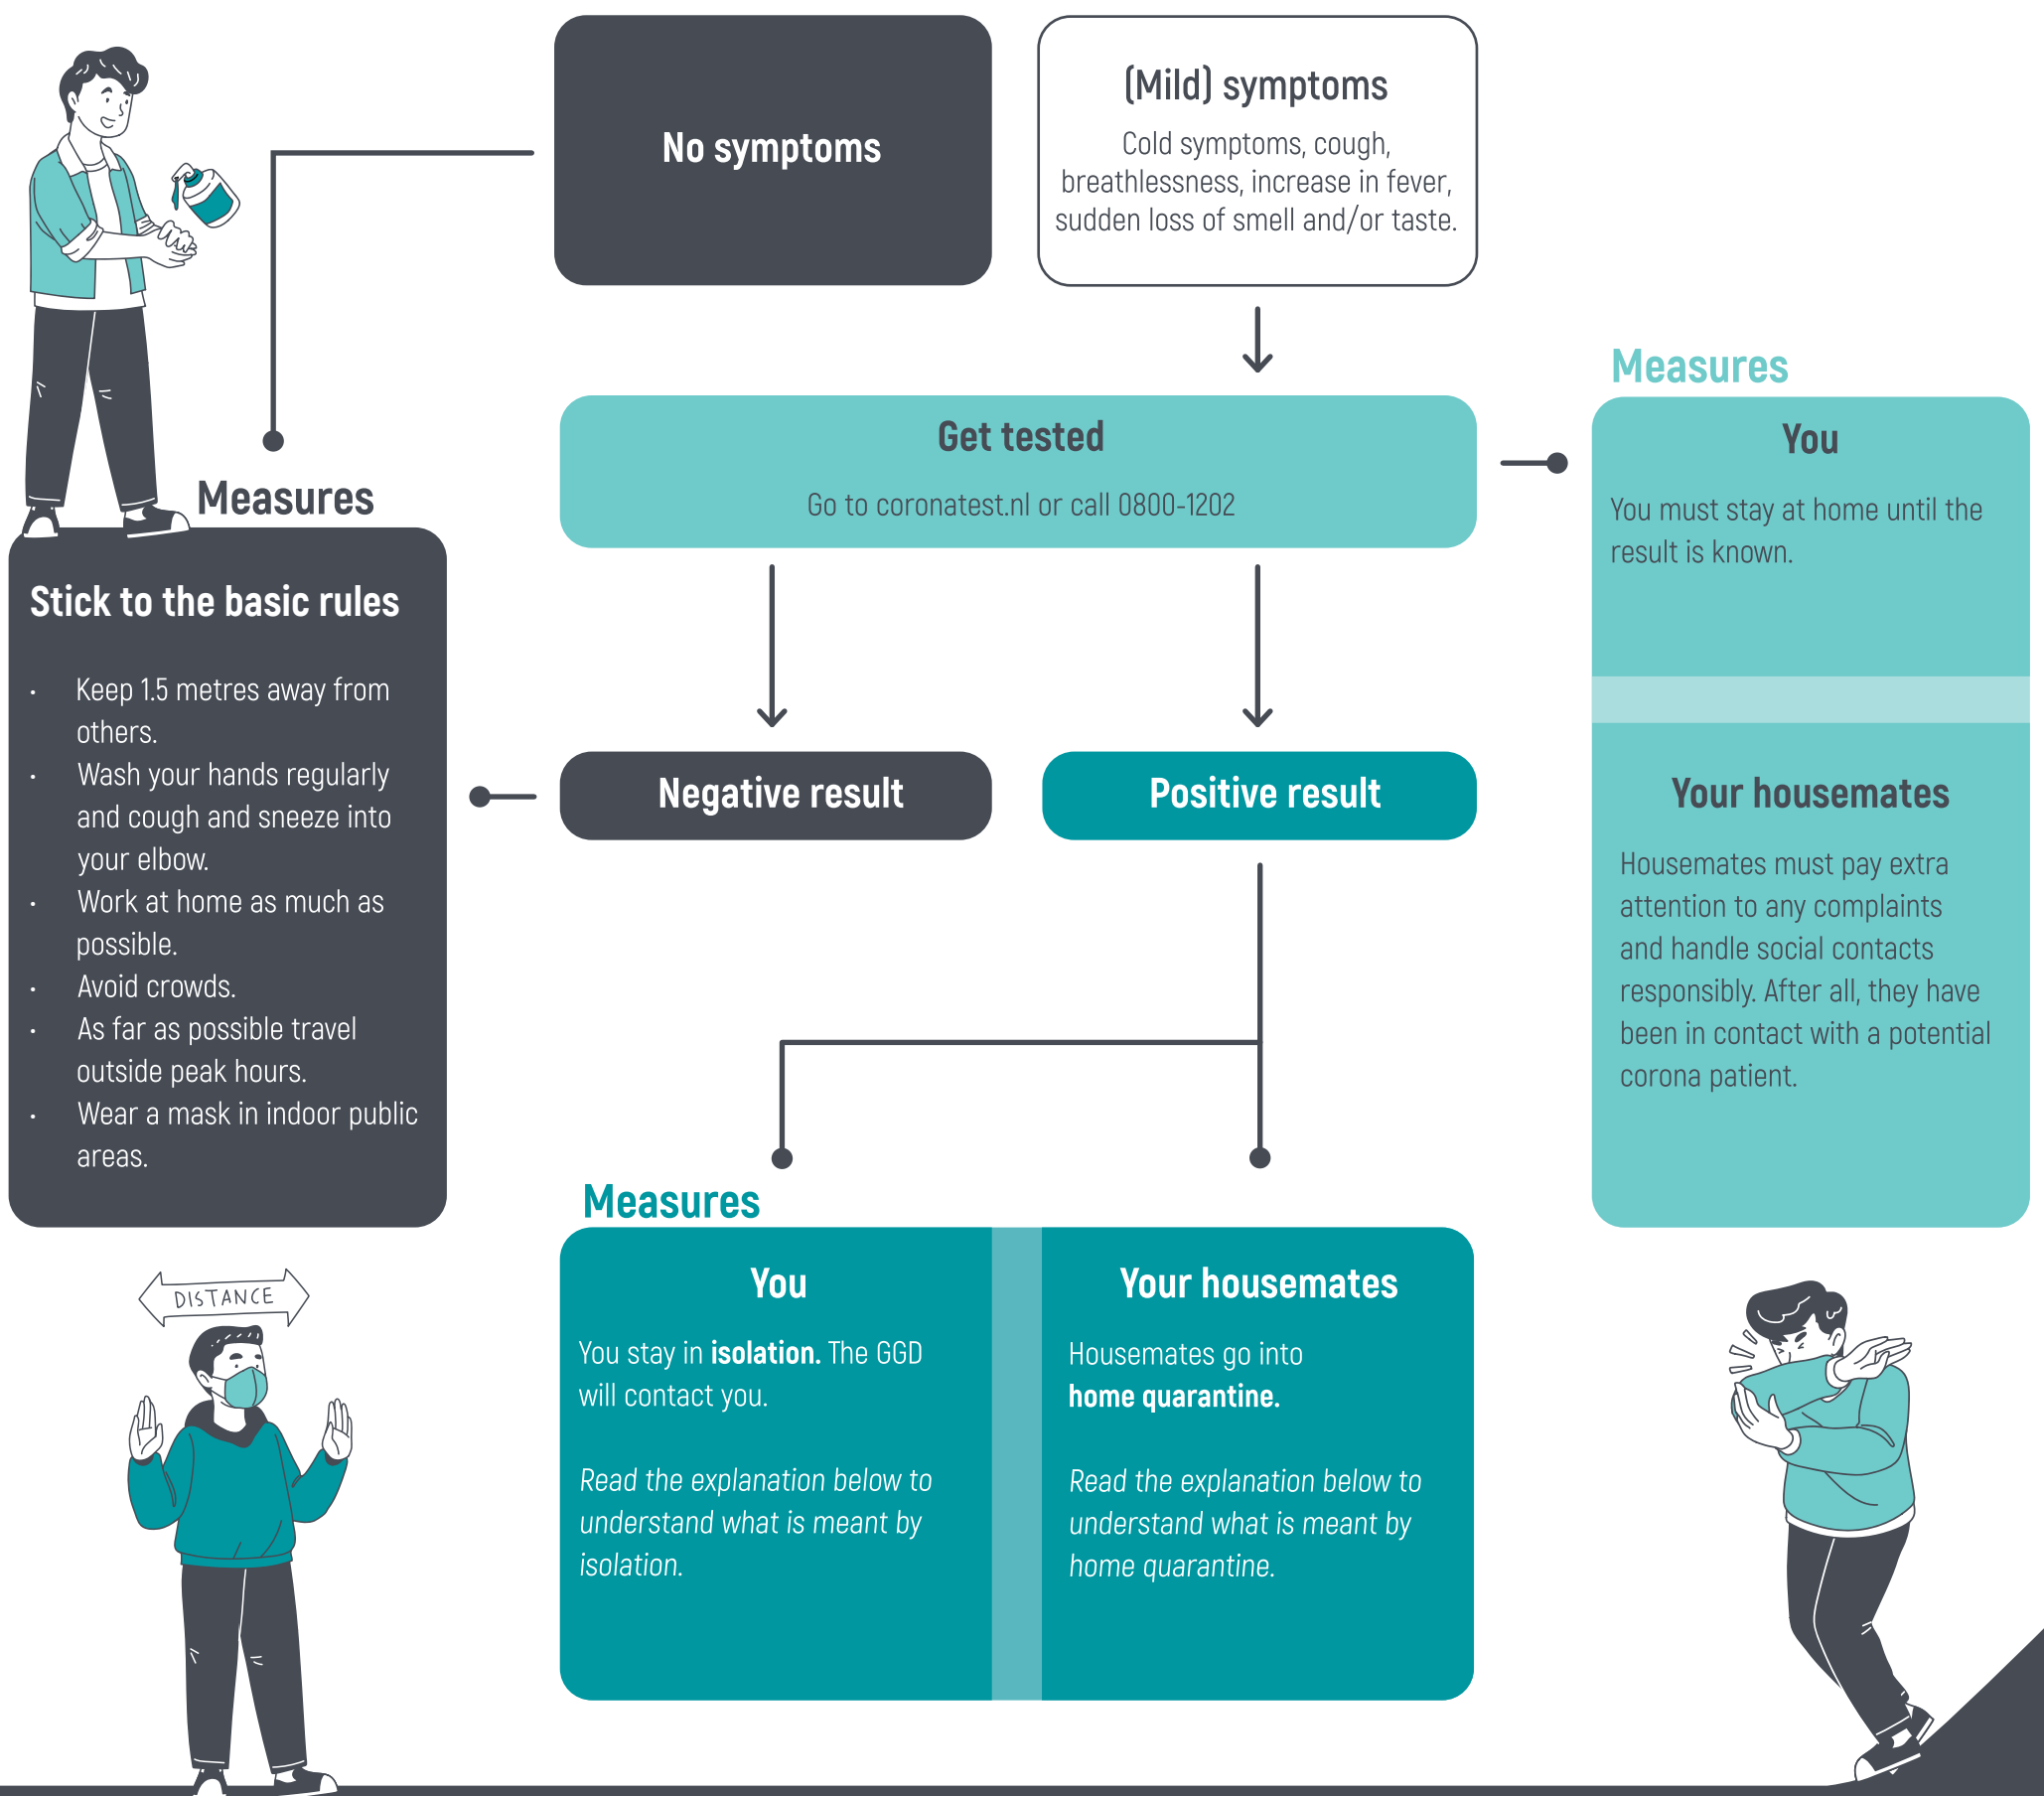 No symptoms
(Mild) symptoms
Cold symptoms, cough,
breathlessness, increase in fever,
sudden loss of smell and/or taste.
Get tested
Go to coronatest.nl or call 0800-1202
Measures
You
You must stay at home until the
result is known.
Your housemates
Housemates must pay extra
attention to any complaints
and handle social contacts
responsibly. After all, they have
been in contact with a potential
corona patient.
Measures
Stick to the basic rules
• Keep 1.5 metres away from
others.
• Wash your hands regularly
and cough and sneeze into
your elbow.
• Work at home as much as
possible.
• Avoid crowds.
• As far as possible travel
outside peak hours.
• Wear a mask in indoor public
areas.
Negative result
Positive result
Measures
You
You stay in isolation. The GGD
will contact you.
Read the explanation below to
understand what is meant by
isolation.
Your housemates
Housemates go into
home quarantine.
Read the explanation below to
understand what is meant by
home quarantine.
DISTANCE